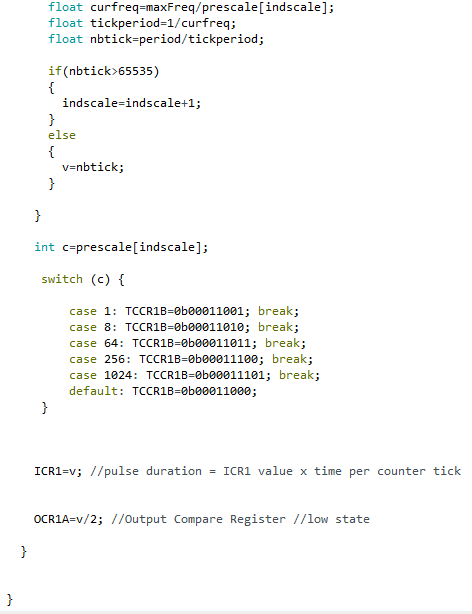 float curfreq=maxFreq/prescale[indscale];
float tickperiod=1/curfreq;
float nbtick=period/tickperiod;
if(nbtick>65535)
{
indscale=indscale+1;
}
else
{
v=nbtick;
}
}
int c=prescale[indscale];
switch (c) {
case 1: TCCR1B=0b00011001; break;
case 8: TCCR1B=0b00011010; break;
case 64: TCCR1B=0b00011011; break;
case 256: TCCR1B=0b00011100; break;
case 1024: TCCR1B=0b00011101; break;
default: TCCR1B=0b00011000;
}
ICR1=v; //pulse duration = ICR1 value x time per counter tick
OCR1A=v/2; //Output Compare Register //low state
}
}